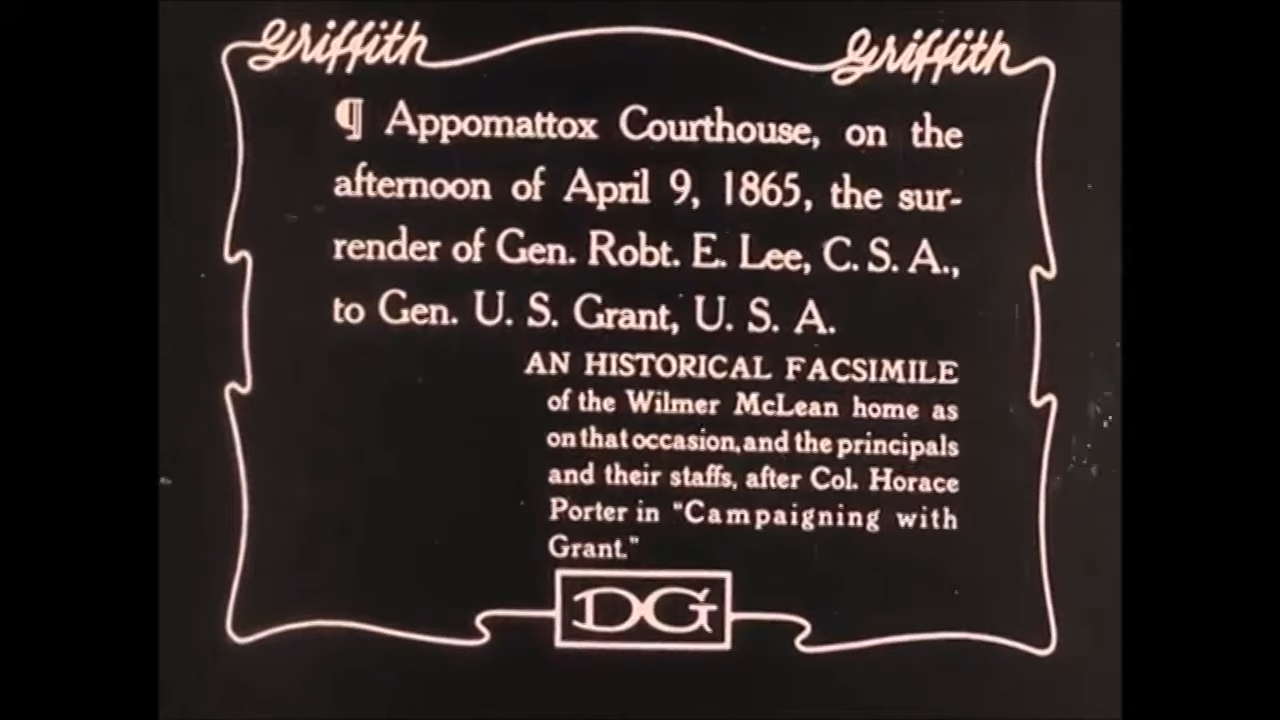 Griffith Griffith
¶ Appomattox Courthouse, on the
afternoon of April 9, 1865, the sur-
render of Gen. Robt. E. Lee, C. S. A.,
to Gen. U. S. Grant, U. S. A.
AN HISTORICAL FACSIMILE
of the Wilmer McLean home as
on that occasion, and the principals
and their staffs, after Col. Horace
Porter in "Campaigning with
Grant."
DG